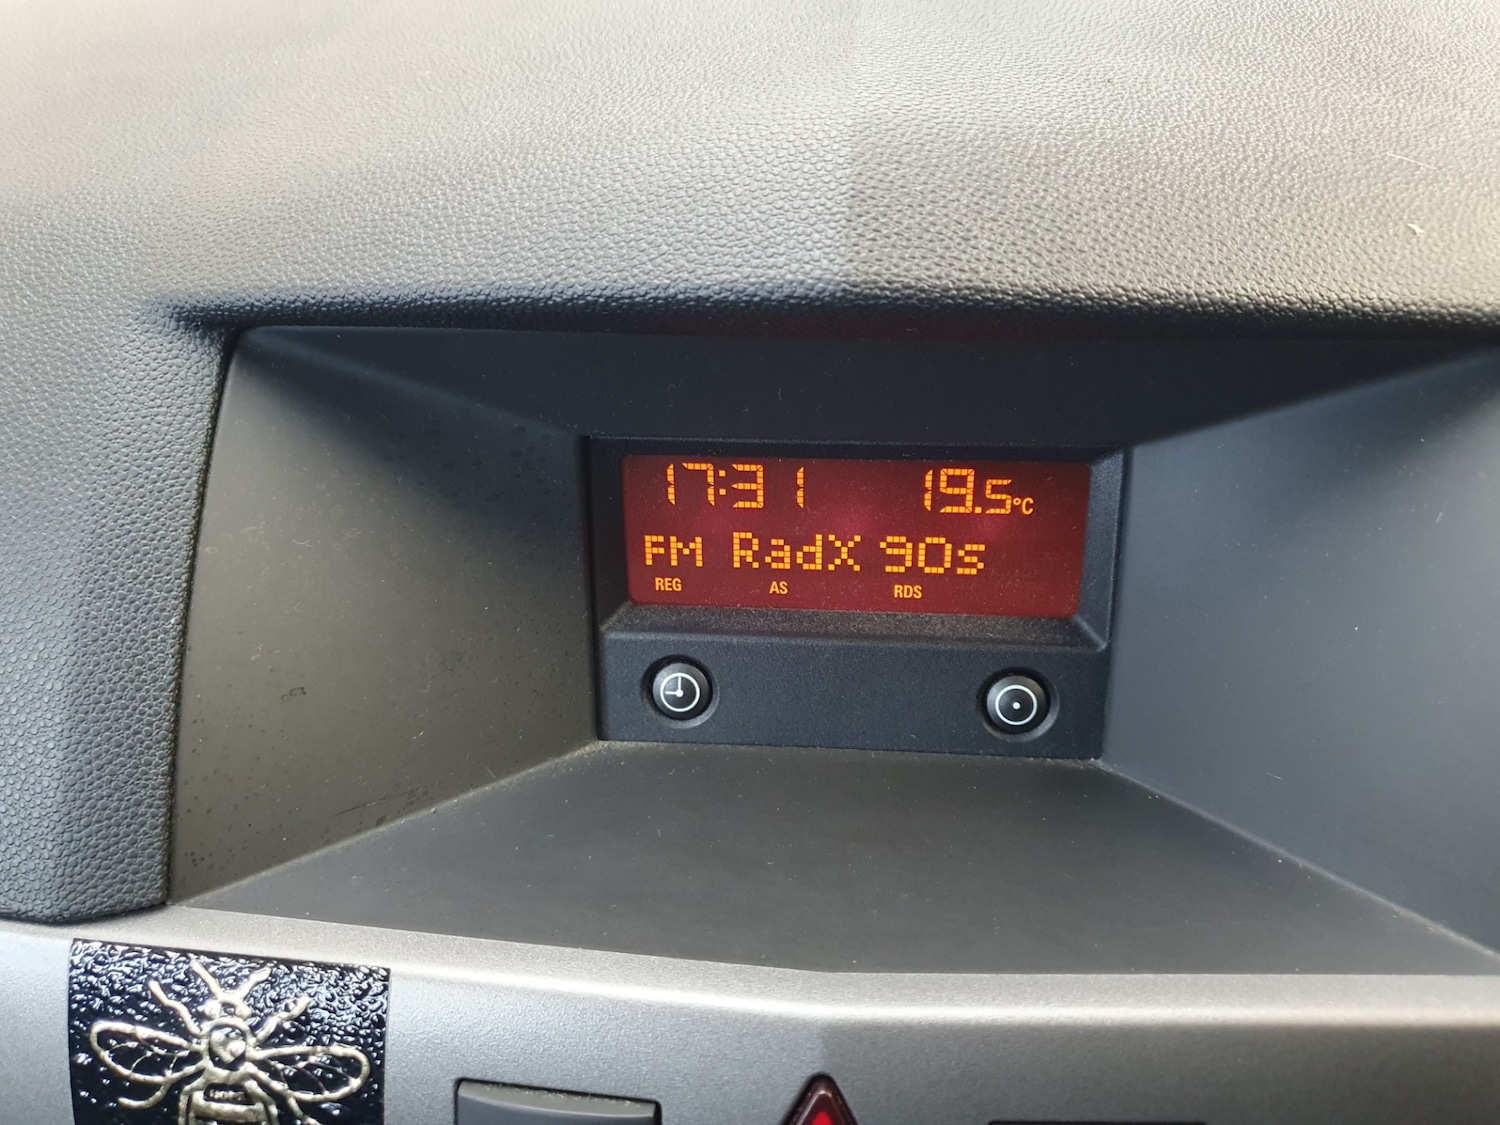 17:31 19.5°C
FM RadX 90s
REG AS RDS